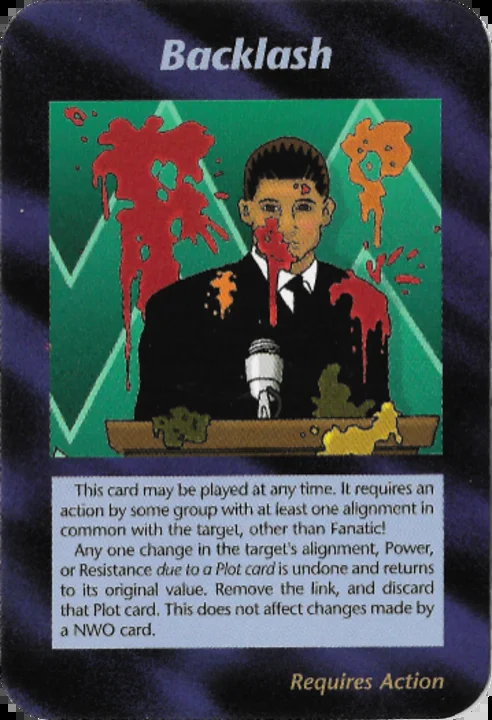 Backlash
This card may be played at any time. It requires an
action by some group with at least one alignment in
common with the target, other than Fanatic!
Any one change in the target's alignment, Power,
or Resistance due to a Plot card is undone and returns
to its original value. Remove the link, and discard
that Plot card. This does not affect changes made by
a NWO card.
Requires Action